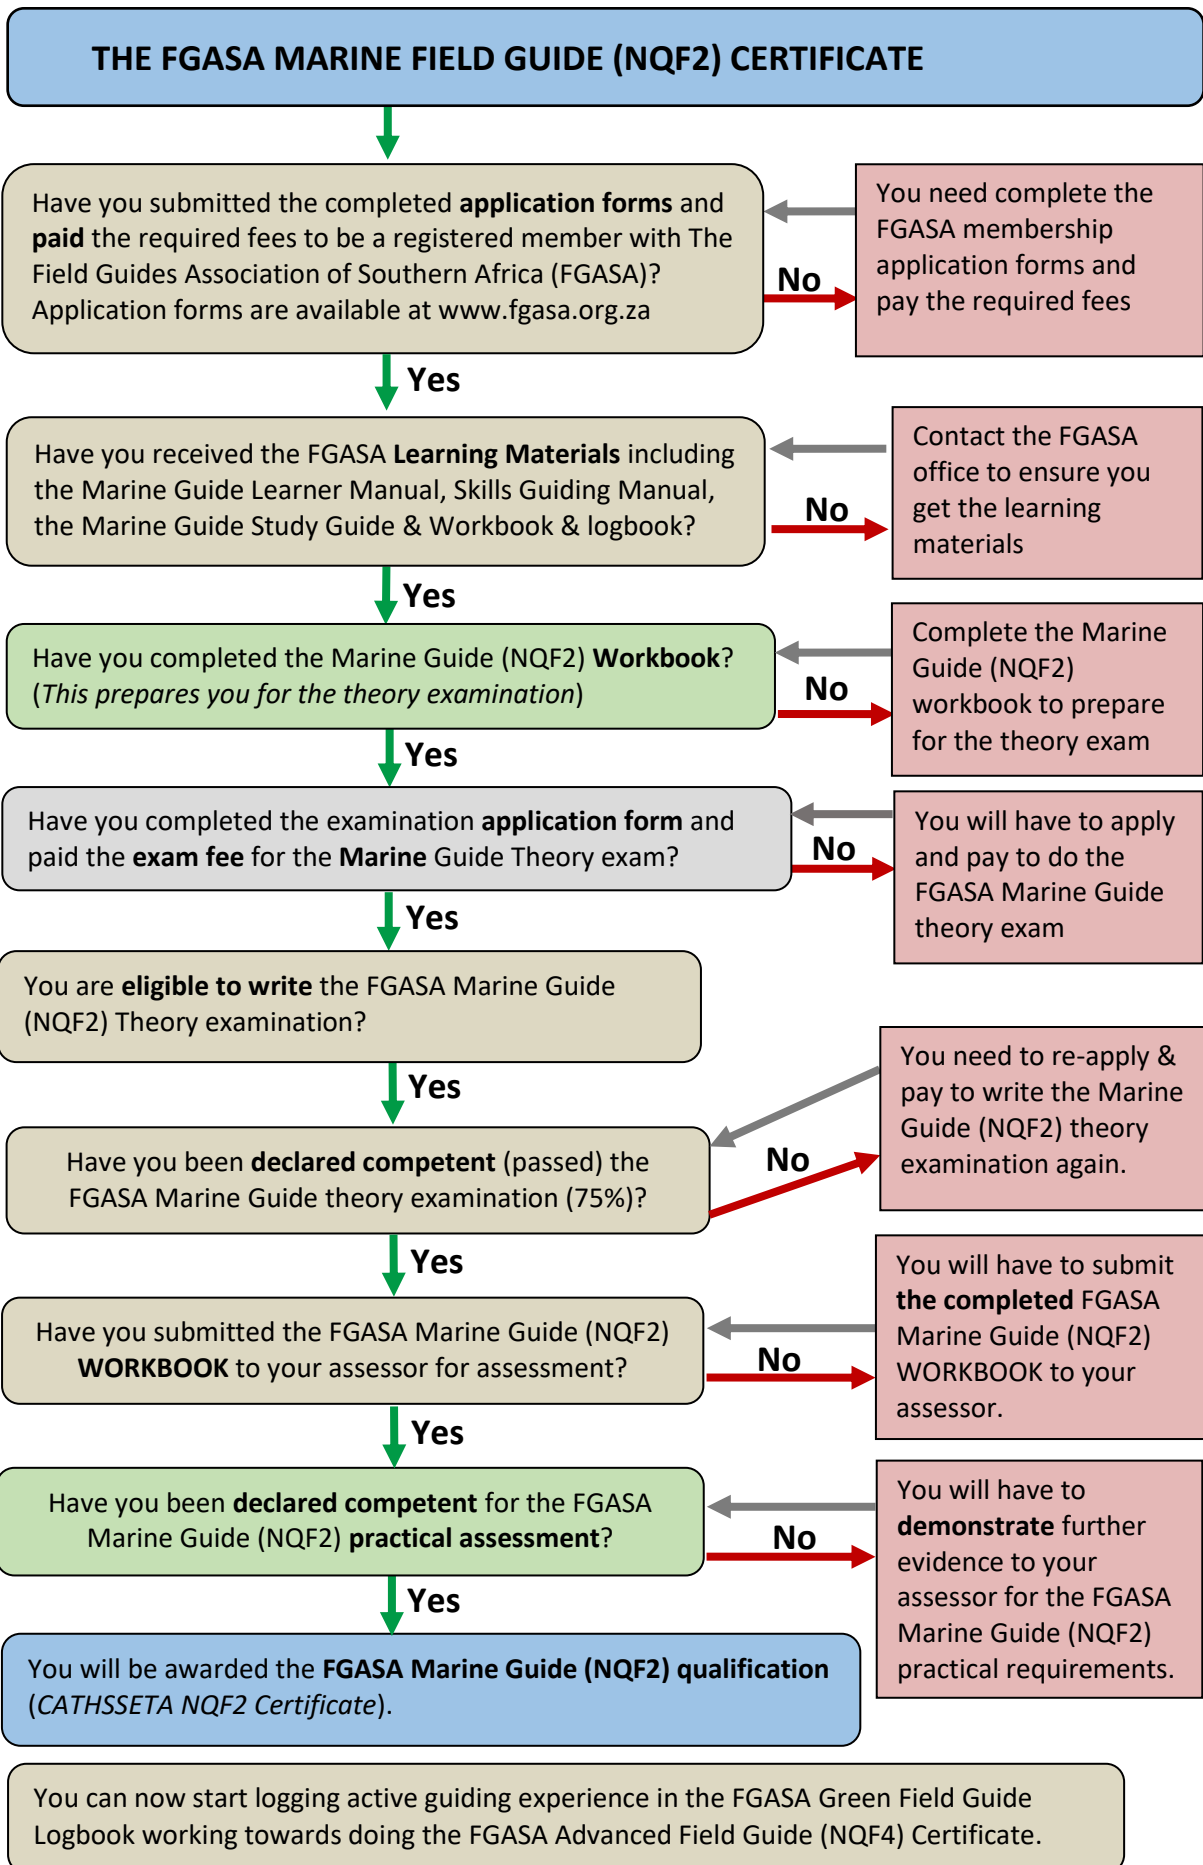 THE FGASA MARINE FIELD GUIDE (NQF2) CERTIFICATE
Have you submitted the completed application forms and
paid the required fees to be a registered member with The
Field Guides Association of Southern Africa (FGASA)?
Application forms are available at www.fgasa.org.za
No
You need complete the
FGASA membership
application forms and
pay the required fees
Yes
Have you received the FGASA Learning Materials including
the Marine Guide Learner Manual, Skills Guiding Manual,
the Marine Guide Study Guide & Workbook & logbook?
No
Contact the FGASA
office to ensure you
get the learning
materials
Yes
Have you completed the Marine Guide (NQF2) Workbook?
(This prepares you for the theory examination)
No
Complete the Marine
Guide (NQF2)
workbook to prepare
for the theory exam
Yes
Have you completed the examination application form and
paid the exam fee for the Marine Guide Theory exam?
No
You will have to apply
and pay to do the
FGASA Marine Guide
theory exam
Yes
You are eligible to write the FGASA Marine Guide
(NQF2) Theory examination?
Yes
Have you been declared competent (passed) the
FGASA Marine Guide theory examination (75%)?
No
You need to re-apply &
pay to write the Marine
Guide (NQF2) theory
examination again.
Yes
Have you submitted the FGASA Marine Guide (NQF2)
WORKBOOK to your assessor for assessment?
No
You will have to submit
the completed FGASA
Marine Guide (NQF2)
WORKBOOK to your
assessor.
Yes
Have you been declared competent for the FGASA
Marine Guide (NQF2) practical assessment?
No
You will have to
demonstrate further
evidence to your
assessor for the FGASA
Marine Guide (NQF2)
practical requirements.
Yes
You will be awarded the FGASA Marine Guide (NQF2) qualification
(CATHSSETA NQF2 Certificate).
You can now start logging active guiding experience in the FGASA Green Field Guide
Logbook working towards doing the FGASA Advanced Field Guide (NQF4) Certificate.